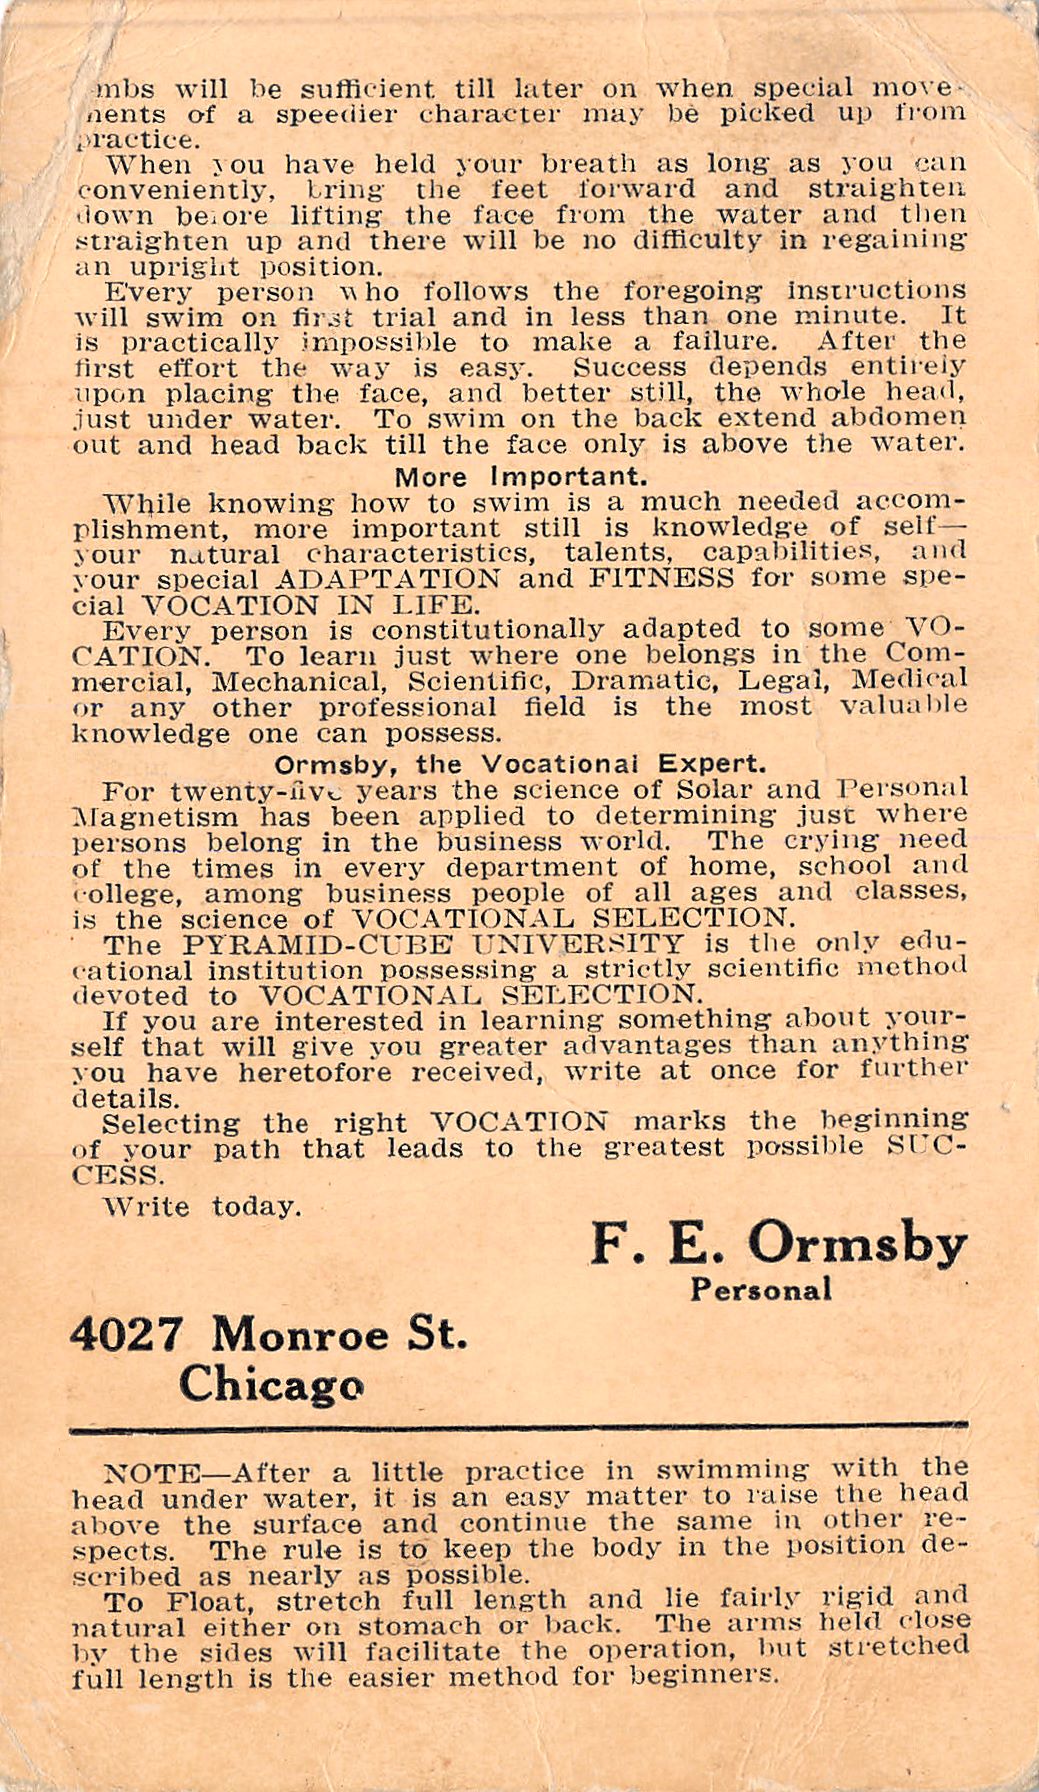 mbs will be sufficient till later on when special move-
ments of a speedier character may be picked up from
practice.
When you have held your breath as long as you can
conveniently, bring the feet forward and straighten
down before lifting the face from the water and then
straighten up and there will be no difficulty in regaining
an upright position.
Every person who follows the foregoing instructions
will swim on first trial and in less than one minute. It
is practically impossible to make a failure. After the
first effort the way is easy. Success depends entirely
upon placing the face, and better still, the whole head,
just under water. To swim on the back extend abdomen
out and head back till the face only is above the water.
More Important.
While knowing how to swim is a much needed accom-
plishment, more important still is knowledge of self—
your natural characteristics, talents, capabilities, and
your special ADAPTATION and FITNESS for some spe-
cial VOCATION IN LIFE.
Every person is constitutionally adapted to some VO-
CATION. To learn just where one belongs in the Com-
mercial, Mechanical, Scientific, Dramatic, Legal, Medical
or any other professional field is the most valuable
knowledge one can possess.
Ormsby, the Vocational Expert.
For twenty-five years the science of Solar and Personal
Magnetism has been applied to determining just where
persons belong in the business world. The crying need
of the times in every department of home, school and
college, among business people of all ages and classes,
is the science of VOCATIONAL SELECTION.
The PYRAMID-CUBE UNIVERSITY is the only edu-
cational institution possessing a strictly scientific method
devoted to VOCATIONAL SELECTION.
If you are interested in learning something about your-
self that will give you greater advantages than anything
you have heretofore received, write at once for further
details.
Selecting the right VOCATION marks the beginning
of your path that leads to the greatest possible SUC-
CESS.
Write today.
F. E. Ormsby
Personal
4027 Monroe St.
Chicago
NOTE—After a little practice in swimming with the
head under water, it is an easy matter to raise the head
above the surface and continue the same in other re-
spects. The rule is to keep the body in the position de-
scribed as nearly as possible.
To Float, stretch full length and lie fairly rigid and
natural either on stomach or back. The arms held close
by the sides will facilitate the operation, but stretched
full length is the easier method for beginners.